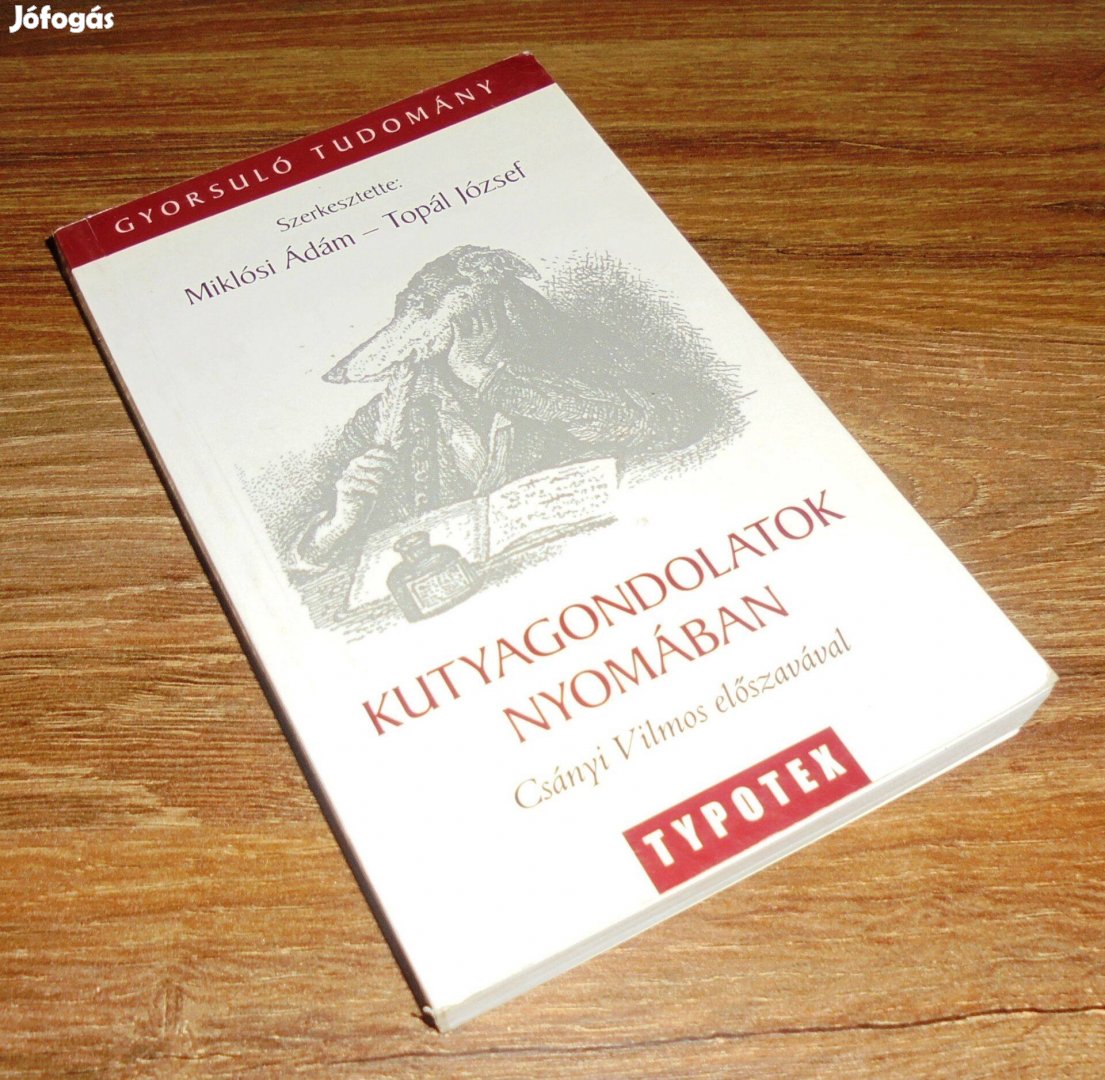 Jófogás
GYORSULÓ TUDOMÁNY
Szerkesztette:
Miklósi Ádám – Topál József
KUTYAGONDOLATOK
NYOMÁBAN
Csányi Vilmos előszavával
TYPOTEX